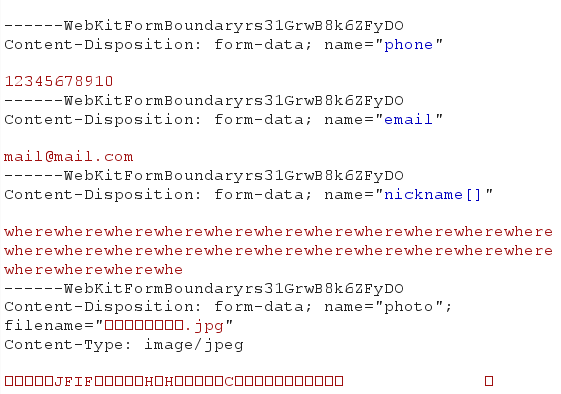 ------WebKitFormBoundaryrs31GrwB8k6ZFyDO
Content-Disposition: form-data; name="phone"
12345678910
------WebKitFormBoundaryrs31GrwB8k6ZFyDO
Content-Disposition: form-data; name="email"
mail@mail.com
------WebKitFormBoundaryrs31GrwB8k6ZFyDO
Content-Disposition: form-data; name="nickname[]"
wherewherewherewherewherewherewherewherewherewherewhere
wherewherewherewherewherewherewherewherewherewherewhere
wherewherewherewhe
------WebKitFormBoundaryrs31GrwB8k6ZFyDO
Content-Disposition: form-data; name="photo";
filename="□□□□□□□□.jpg"
Content-Type: image/jpeg
□□□□□JFIF□□□□□H□H□□□□□C□□□□□□□□□□□ □